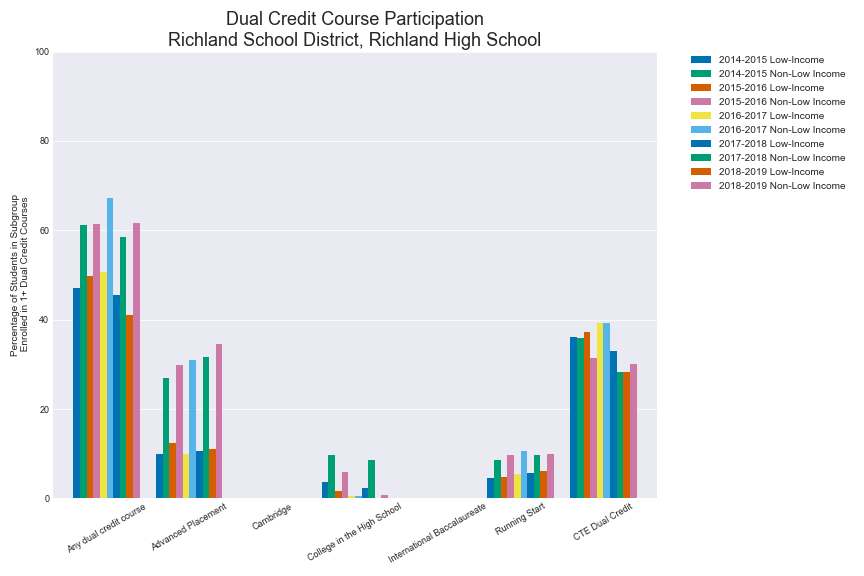 Dual Credit Course Participation
Richland School District, Richland High School
Percentage of Students in Subgroup
Enrolled in 1+ Dual Credit Courses
100
80
60
40
20
0
Any dual credit course
Advanced Placement
Cambridge
College in the High School
International Baccalaureate
Running Start
CTE Dual Credit
2014-2015 Low-Income
2014-2015 Non-Low Income
2015-2016 Low-Income
2015-2016 Non-Low Income
2016-2017 Low-Income
2016-2017 Non-Low Income
2017-2018 Low-Income
2017-2018 Non-Low Income
2018-2019 Low-Income
2018-2019 Non-Low Income